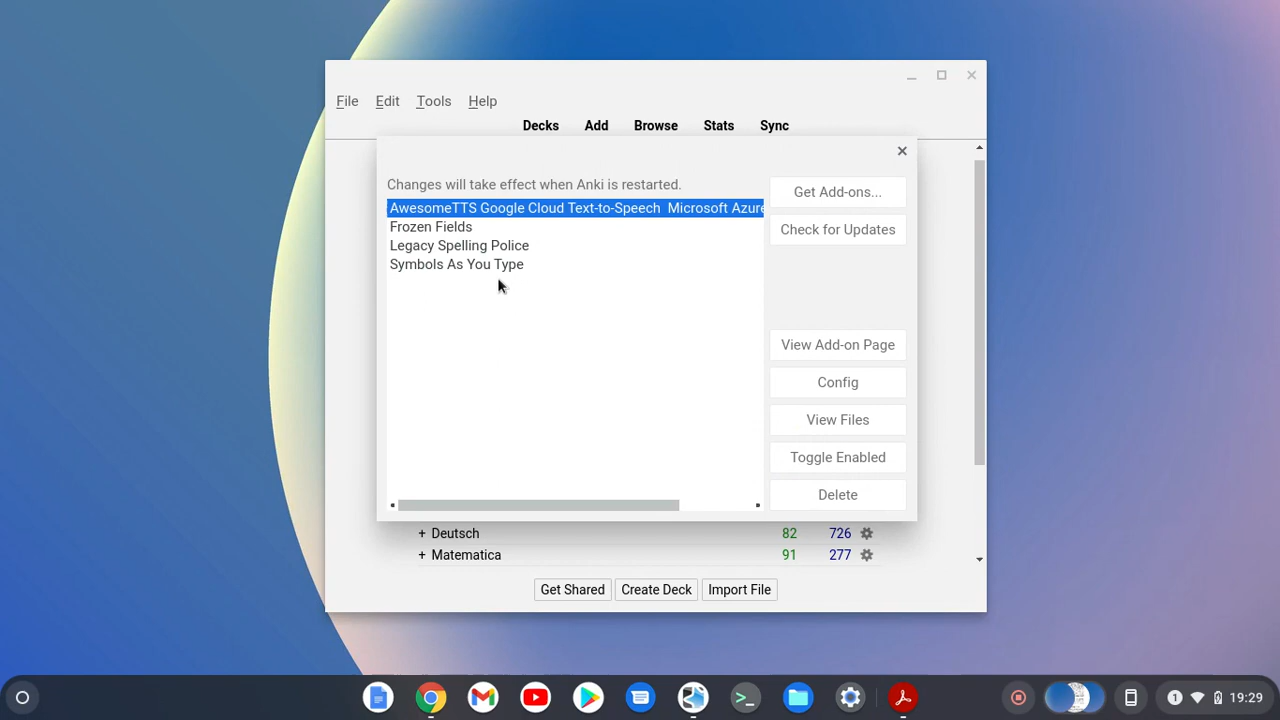 File Edit Tools Help
Decks Add Browse Stats Sync
Changes will take effect when Anki is restarted.
AwesomeTTS Google Cloud Text-to-Speech  Microsoft Azure
Frozen Fields
Legacy Spelling Police
Symbols As You Type
Get Add-ons...
Check for Updates
View Add-on Page
Config
View Files
Toggle Enabled
Delete
+ Deutsch 82 726
+ Matematica 91 277
Get Shared Create Deck Import File
1 19:29